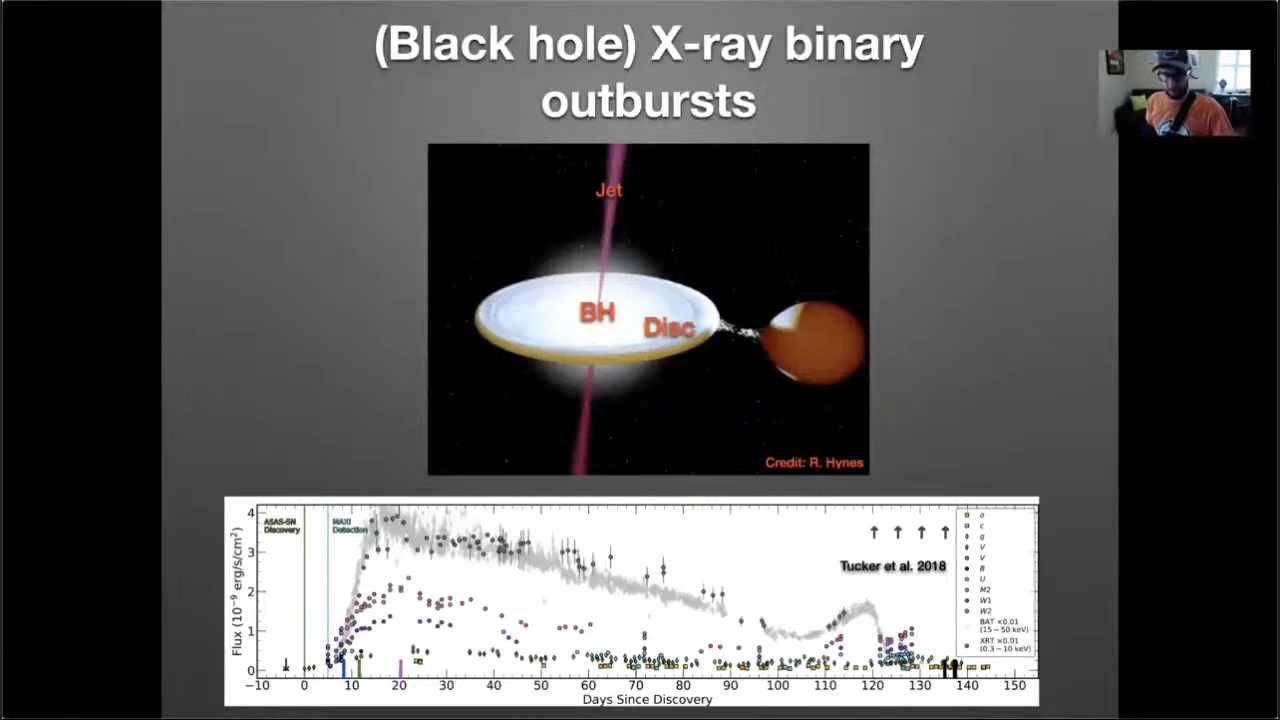 (Black hole) X-ray binary
outbursts
Jet
BH
Disc
Credit: R. Hynes
ASAS-SN
Discovery
MAXI
Detection
Tucker et al. 2018
o
c
g
V
V
B
U
M2
W1
W2
BAT ×0.01
(15−50 keV)
XRT ×0.01
(0.3−10 keV)
Flux (10⁻⁹ erg/s/cm²)
4
3
2
1
0
−10 0 10 20 30 40 50 60 70 80 90 100 110 120 130 140 150
Days Since Discovery